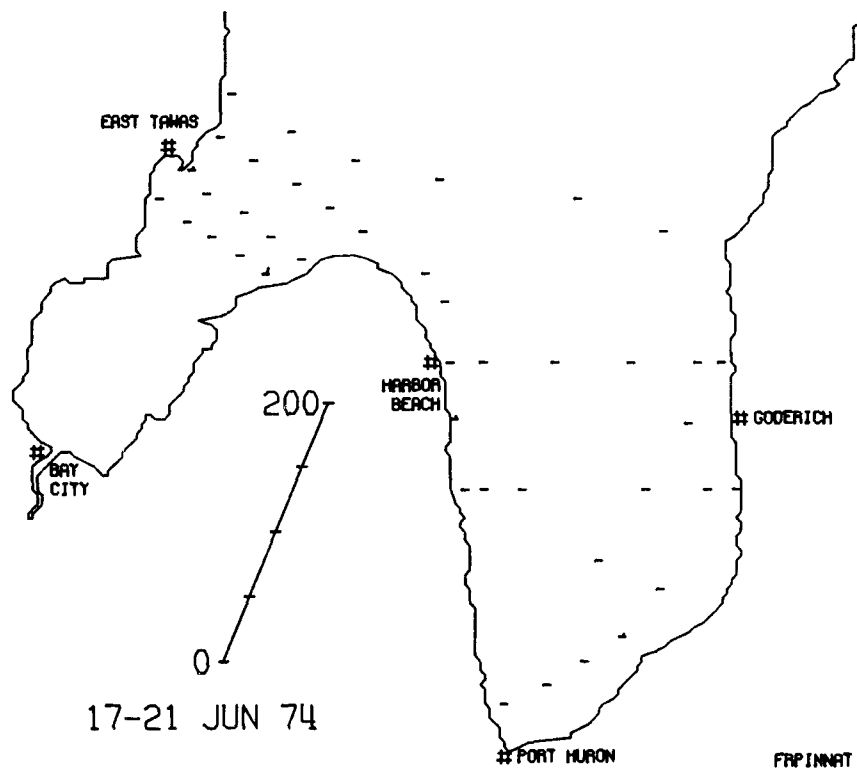 EAST TAWAS
HARBOR
BEACH
200
GODERICH
BAY
CITY
0
17-21 JUN 74
PORT HURON
FRPINNAT